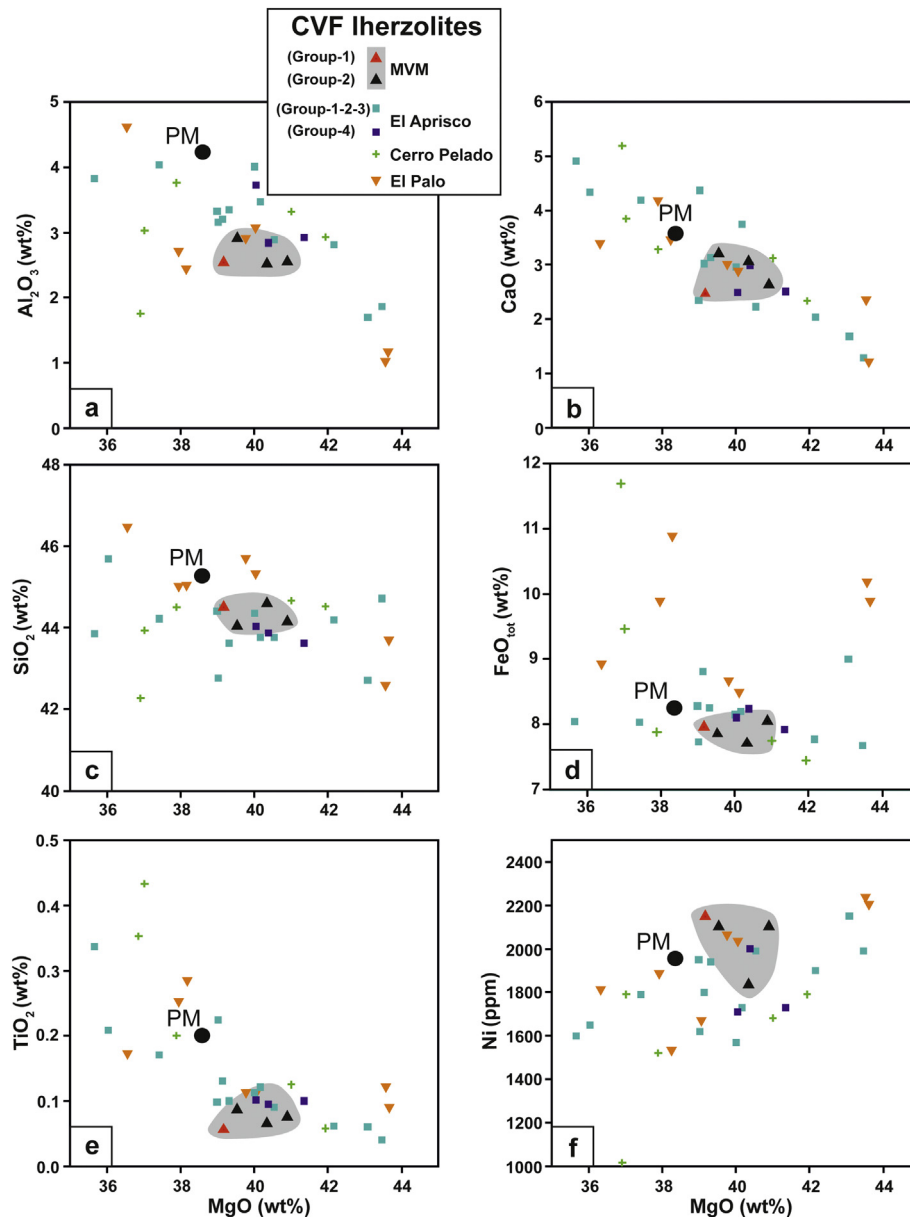 CVF lherzolites
(Group-1)
(Group-2)
MVM
(Group-1-2-3)
(Group-4)
El Aprisco
Cerro Pelado
El Palo
5
4
3
2
1
0
Al2O3 (wt%)
PM
a
36 38 40 42 44
6
5
4
3
2
1
0
CaO (wt%)
PM
b
36 38 40 42 44
48
46
44
42
40
SiO2 (wt%)
PM
c
36 38 40 42 44
12
11
10
9
8
7
FeOtot (wt%)
PM
d
36 38 40 42 44
0.5
0.4
0.3
0.2
0.1
0.0
TiO2 (wt%)
PM
e
36 38 40 42 44
MgO (wt%)
2400
2200
2000
1800
1600
1400
1200
1000
Ni (ppm)
PM
f
36 38 40 42 44
MgO (wt%)